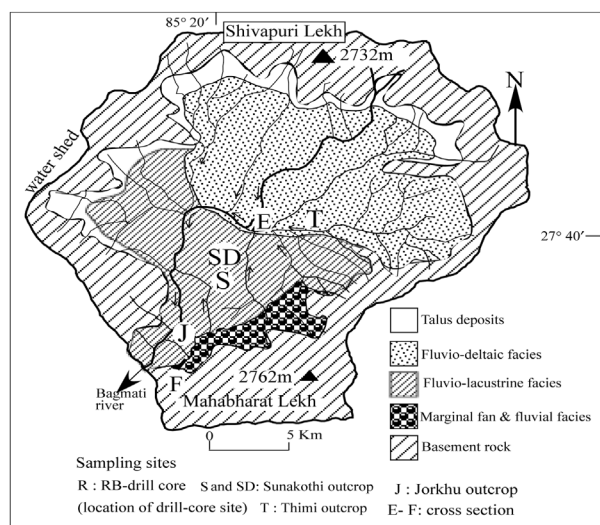 85° 20′
Shivapuri Lekh
2732m
N
water shed
E T
27° 40′
SD
S
J
Talus deposits
Fluvio-deltaic facies
Fluvio-lacustrine facies
Marginal fan & fluvial facies
Basement rock
F
2762m
Bagmati
river
Mahabharat Lekh
0 5 Km
Sampling sites
R : RB-drill core S and SD: Sunakothi outcrop J : Jorkhu outcrop
(location of drill-core site) T : Thimi outcrop E- F: cross section